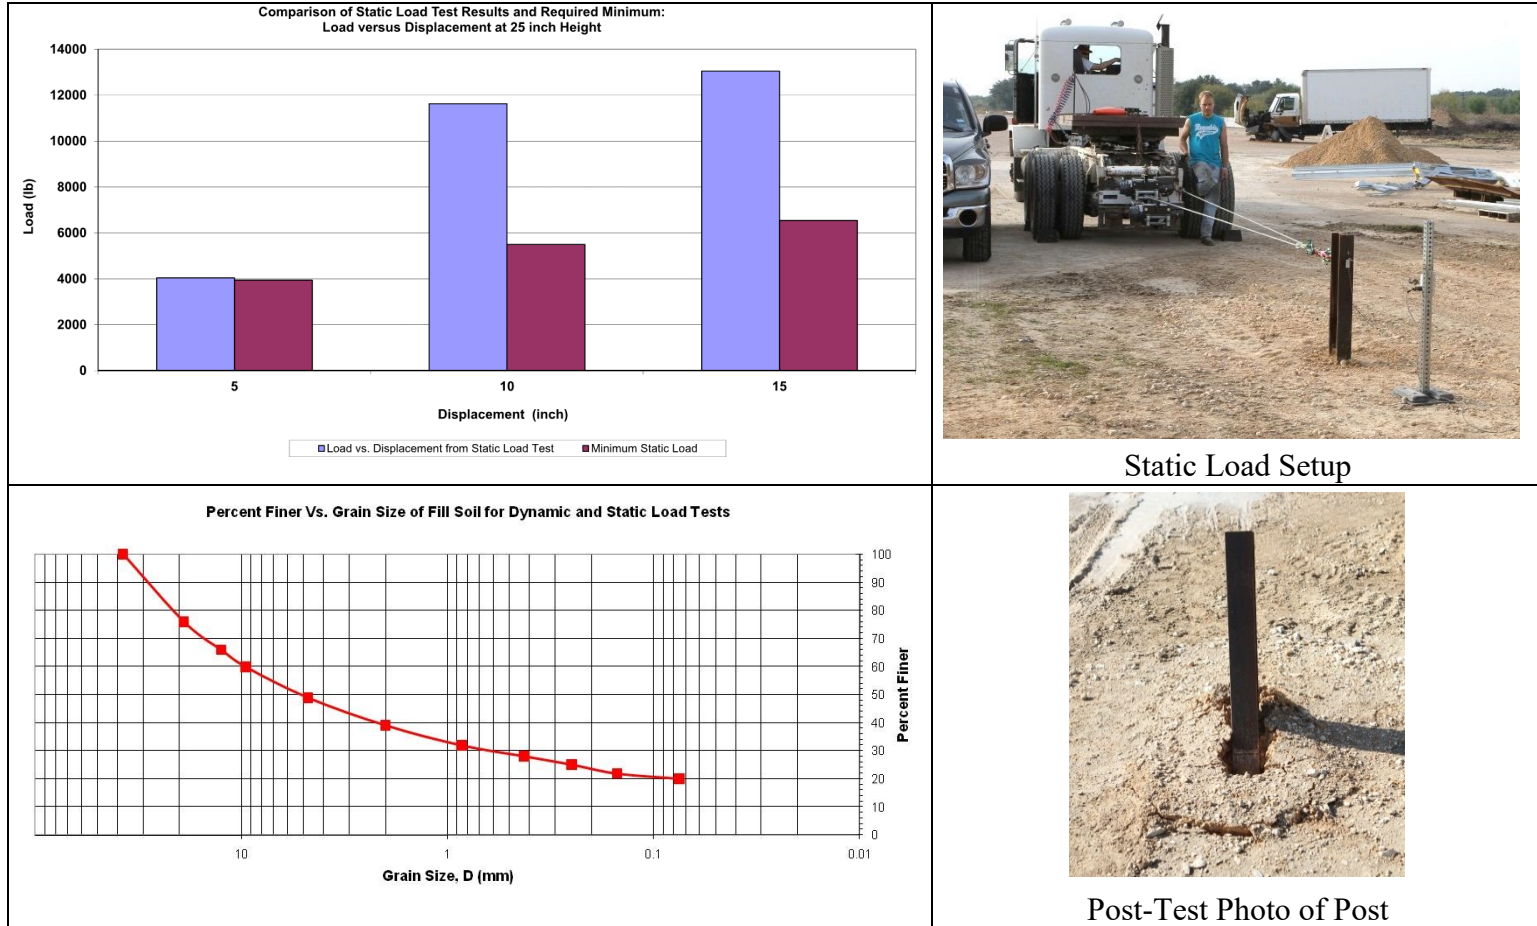 Comparison of Static Load Test Results and Required Minimum:
Load versus Displacement at 25 inch Height
14000
12000
10000
8000
6000
4000
2000
0
Load (lb)
5 10 15
Displacement (inch)
Load vs. Displacement from Static Load Test Minimum Static Load
Static Load Setup
Percent Finer Vs. Grain Size of Fill Soil for Dynamic and Static Load Tests
100
90
80
70
60
50
40
30
20
10
0
Percent Finer
10 1 0.1 0.01
Grain Size, D (mm)
Post-Test Photo of Post